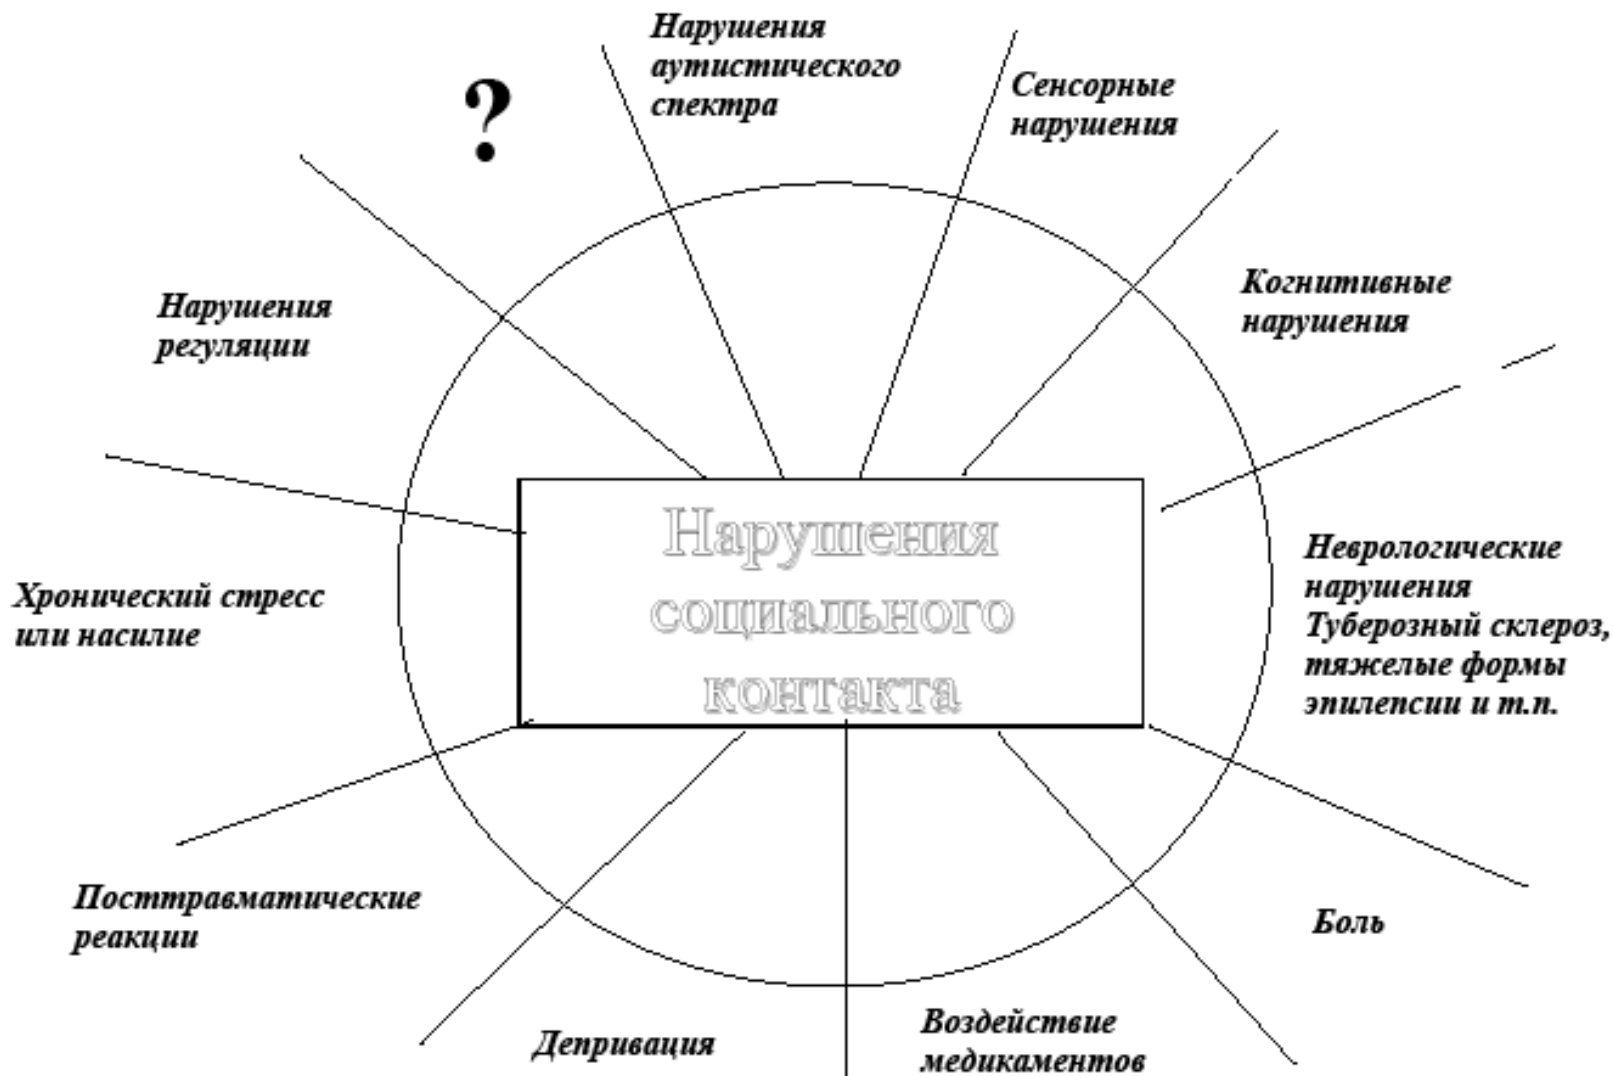 ?
Нарушения
аутистического
спектра
Сенсорные
нарушения
Когнитивные
нарушения
Нарушения
регуляции
Нарушения
социального
контакта
Неврологические
нарушения
Туберозный склероз,
тяжелые формы
эпилепсии и т.п.
Хронический стресс
или насилие
Посттравматические
реакции
Боль
Депривация
Воздействие
медикаментов